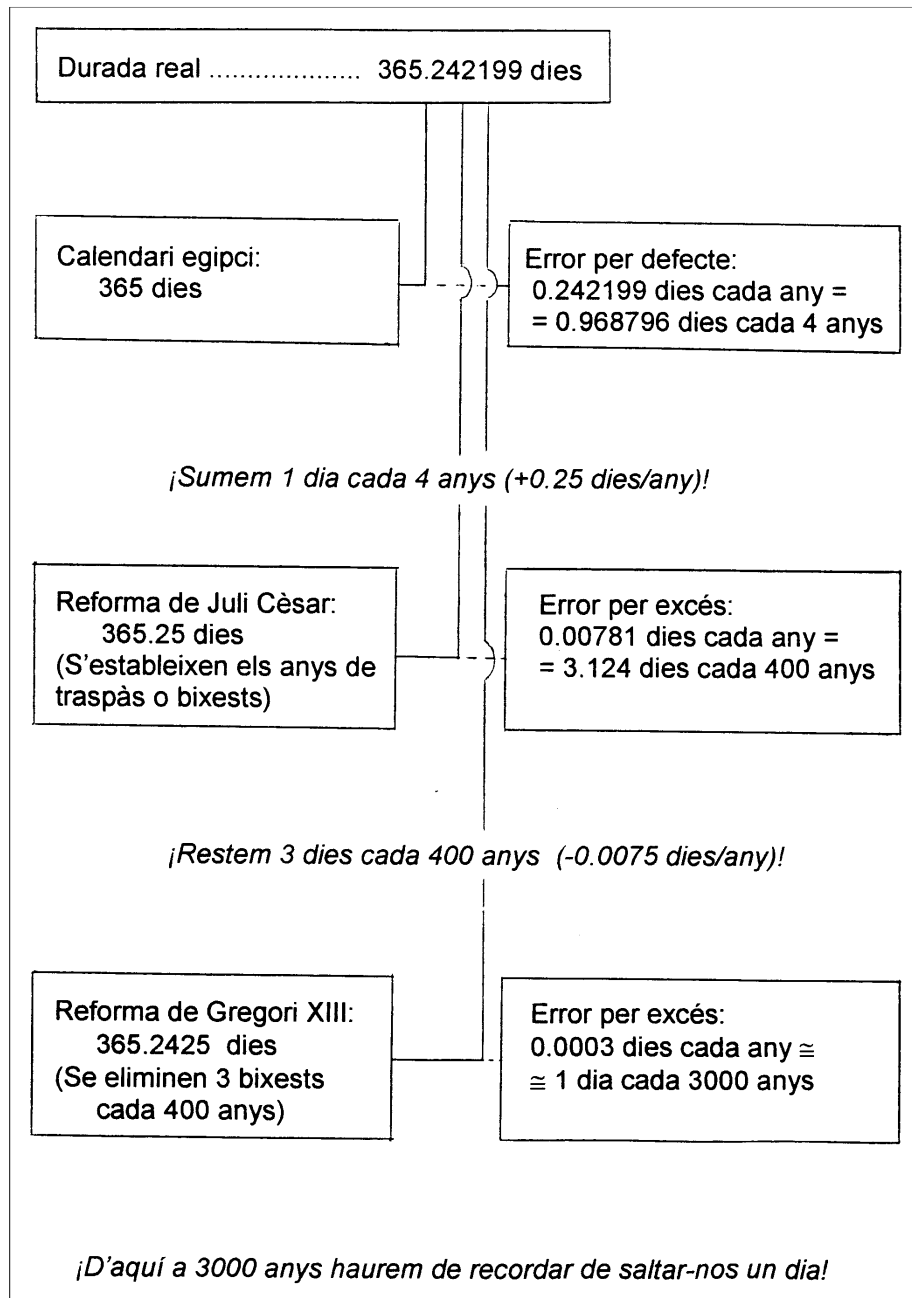 Durada real .................... 365.242199 dies
Calendari egipci:
365 dies
Error per defecte:
0.242199 dies cada any =
= 0.968796 dies cada 4 anys
¡Sumem 1 dia cada 4 anys (+0.25 dies/any)!
Reforma de Juli Cèsar:
365.25 dies
(S'estableixen els anys de
traspàs o bixests)
Error per excés:
0.00781 dies cada any =
= 3.124 dies cada 400 anys
¡Restem 3 dies cada 400 anys (-0.0075 dies/any)!
Reforma de Gregori XIII:
365.2425 dies
(Se eliminen 3 bixests
cada 400 anys)
Error per excés:
0.0003 dies cada any ≅
≅ 1 dia cada 3000 anys
¡D'aquí a 3000 anys haurem de recordar de saltar-nos un dia!